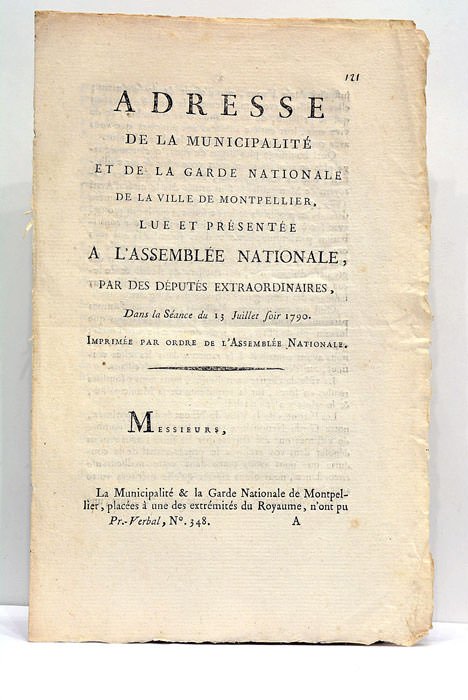 121
ADRESSE
DE LA MUNICIPALITÉ
ET DE LA GARDE NATIONALE
DE LA VILLE DE MONTPELLIER,
LUE ET PRÉSENTÉE
A L'ASSEMBLÉE NATIONALE,
PAR DES DÉPUTÉS EXTRAORDINAIRES,
Dans la Séance du 13 Juillet ſoir 1790.
IMPRIMÉE PAR ORDRE DE L'ASSEMBLÉE NATIONALE.
MESSIEURS,
La Municipalité & la Garde Nationale de Montpel-
lier, placées à une des extrémités du Royaume, n'ont pu
Pr.-Verbal, N°. 348. A